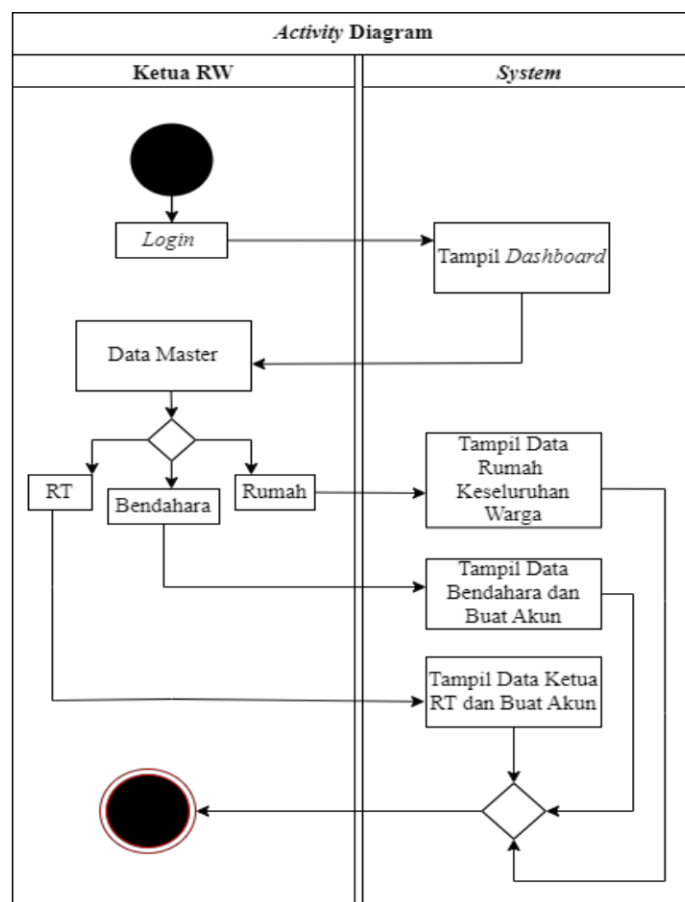 Activity Diagram
Ketua RW
System
Login
Tampil Dashboard
Data Master
RT
Bendahara
Rumah
Tampil Data
Rumah
Keseluruhan
Warga
Tampil Data
Bendahara dan
Buat Akun
Tampil Data Ketua
RT dan Buat Akun